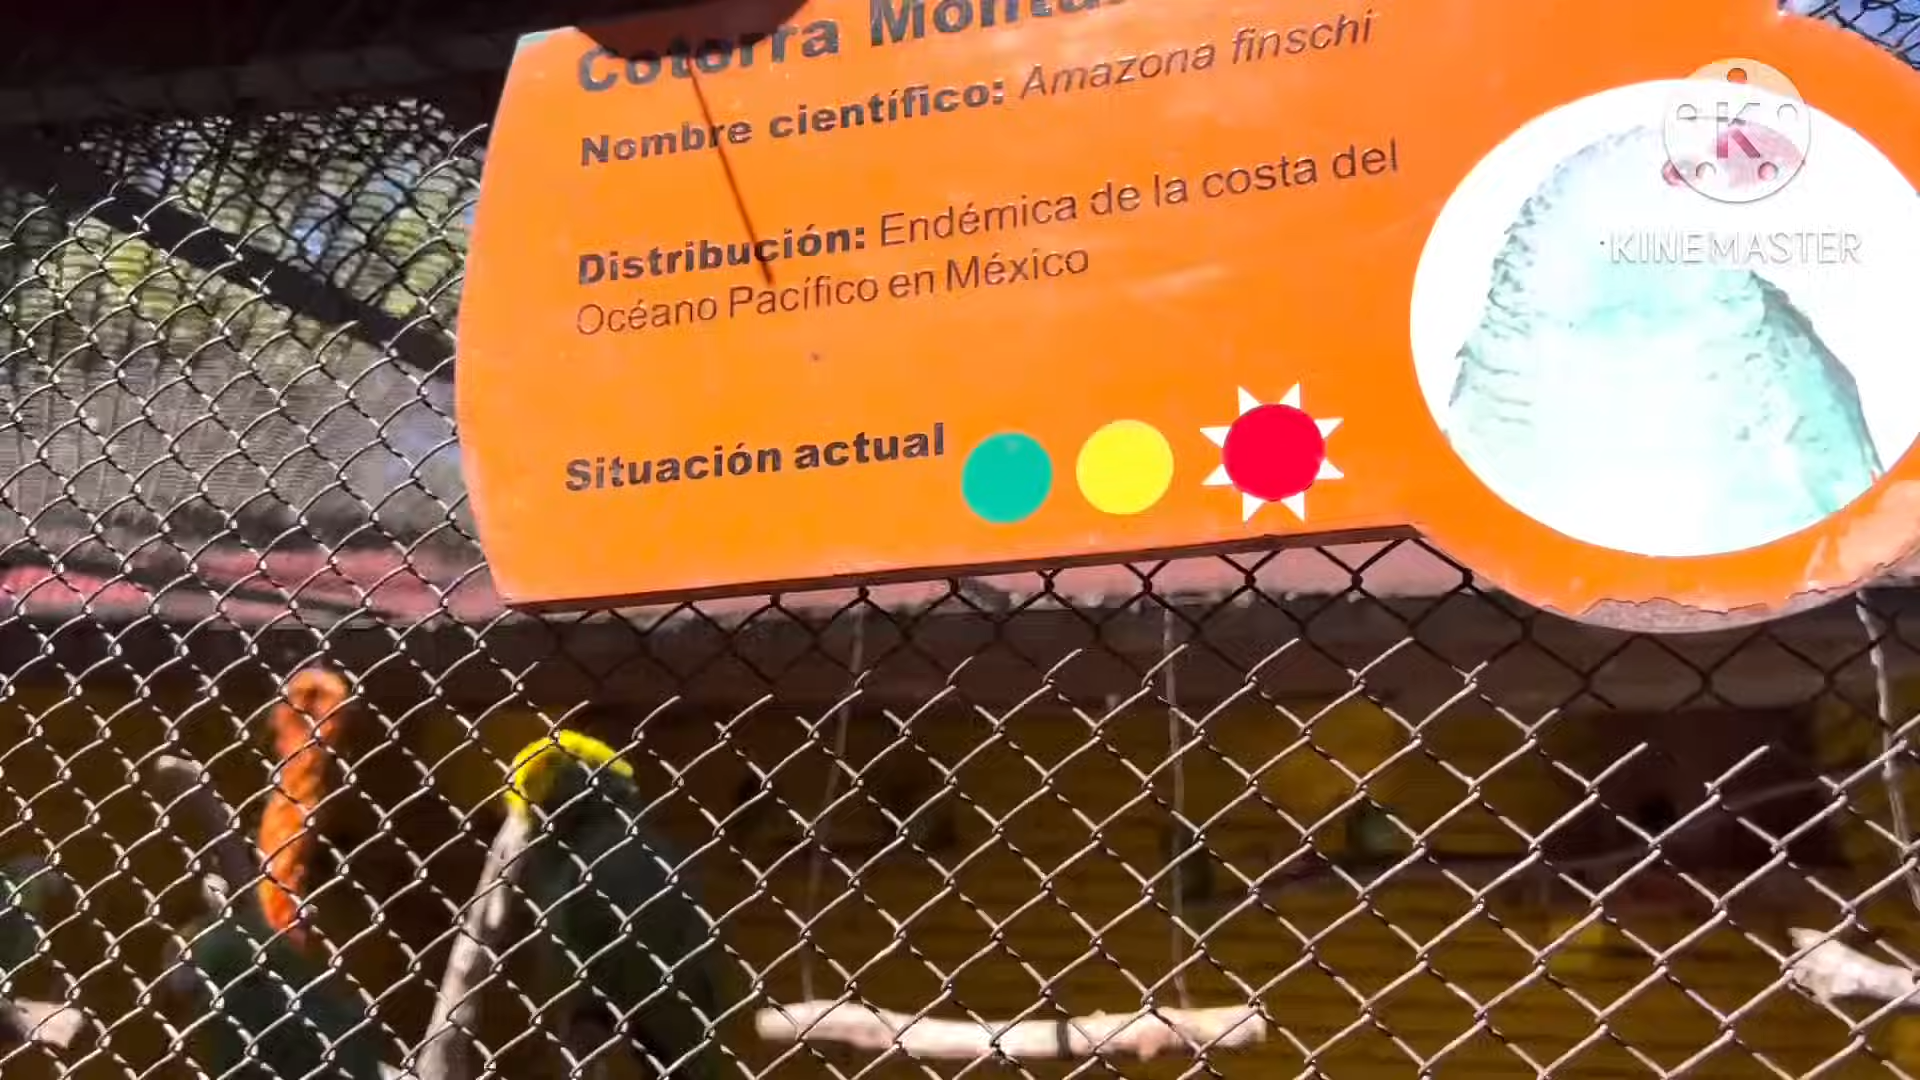 Cotorra
Nombre científico: Amazona finschi
Distribución: Endémica de la costa del
Océano Pacífico en México
Situación actual
K
KINEMASTER